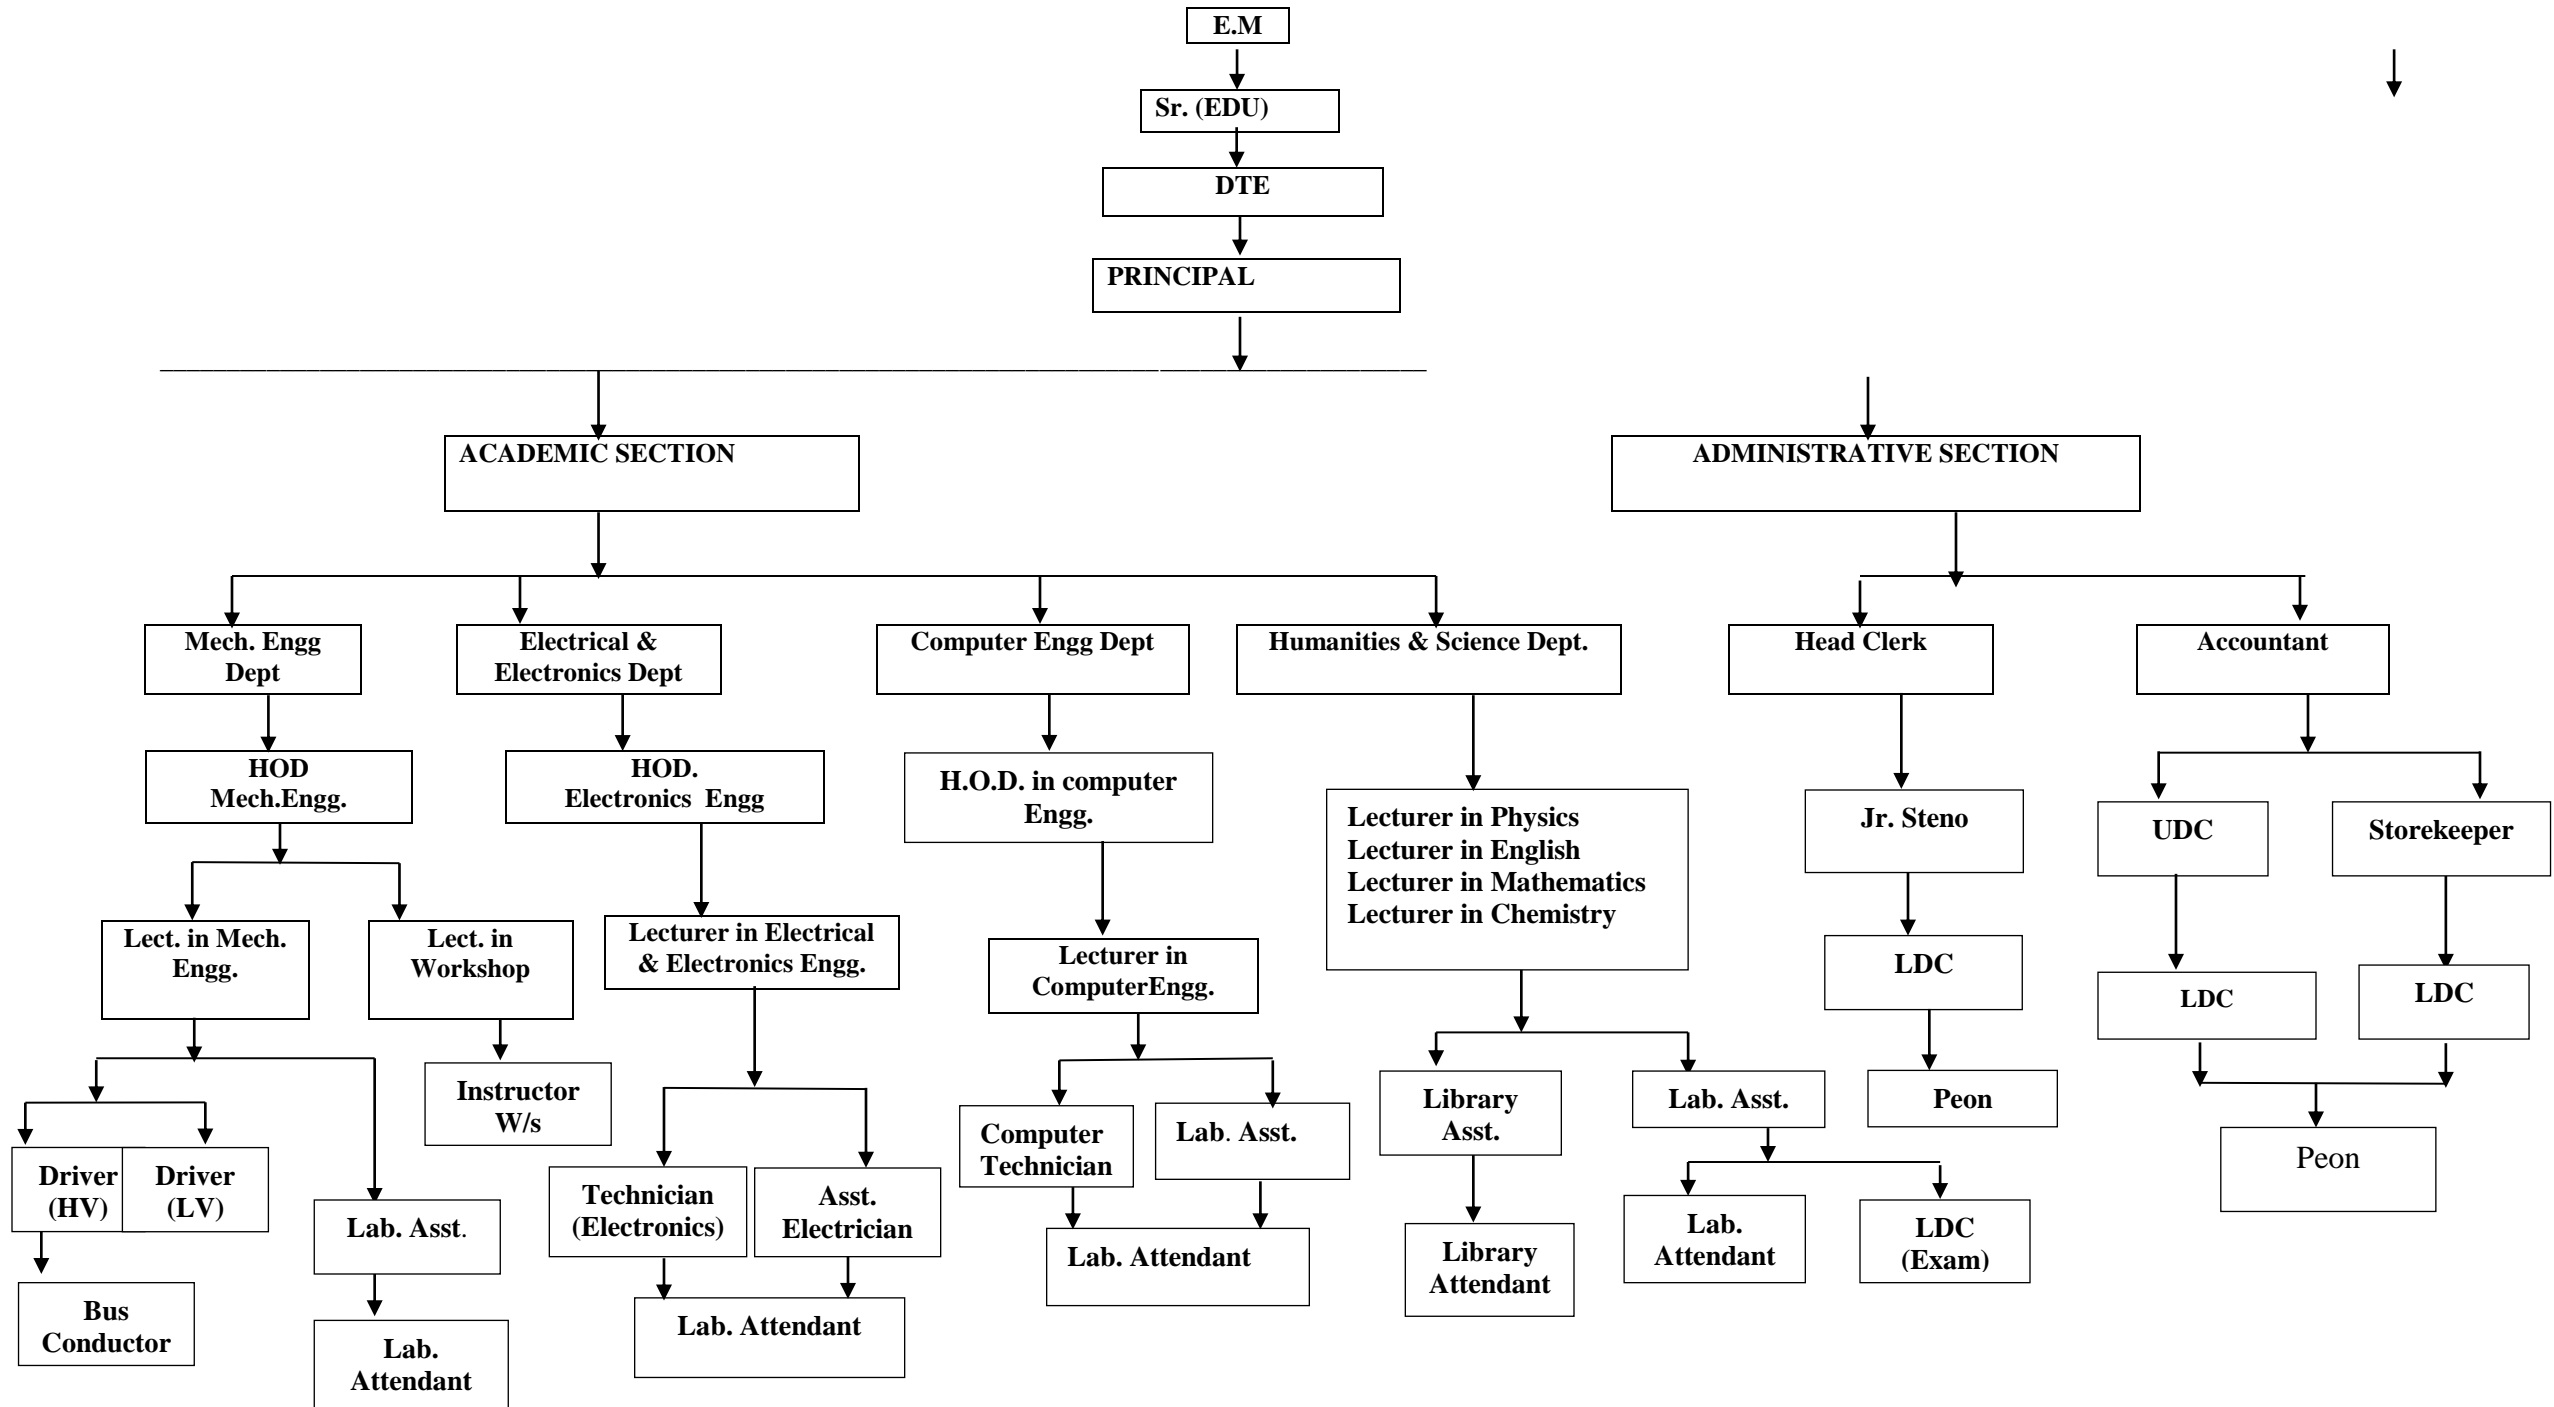 E.M
Sr. (EDU)
DTE
PRINCIPAL
ACADEMIC SECTION
ADMINISTRATIVE SECTION
Mech. Engg
Dept
Electrical &
Electronics Dept
Computer Engg Dept
Humanities & Science Dept.
Head Clerk
Accountant
HOD
Mech.Engg.
HOD.
Electronics  Engg
H.O.D. in computer
Engg.
Lecturer in Physics
Lecturer in English
Lecturer in Mathematics
Lecturer in Chemistry
Jr. Steno
UDC
Storekeeper
Lect. in Mech.
Engg.
Lect. in
Workshop
Lecturer in Electrical
& Electronics Engg.
Lecturer in
ComputerEngg.
LDC
LDC
LDC
Instructor
W/s
Library
Asst.
Lab. Asst.
Peon
Driver
(HV)
Driver
(LV)
Computer
Technician
Lab. Asst.
Peon
Lab. Asst.
Technician
(Electronics)
Asst.
Electrician
Lab. Attendant
Library
Attendant
Lab.
Attendant
LDC
(Exam)
Bus
Conductor
Lab.
Attendant
Lab. Attendant